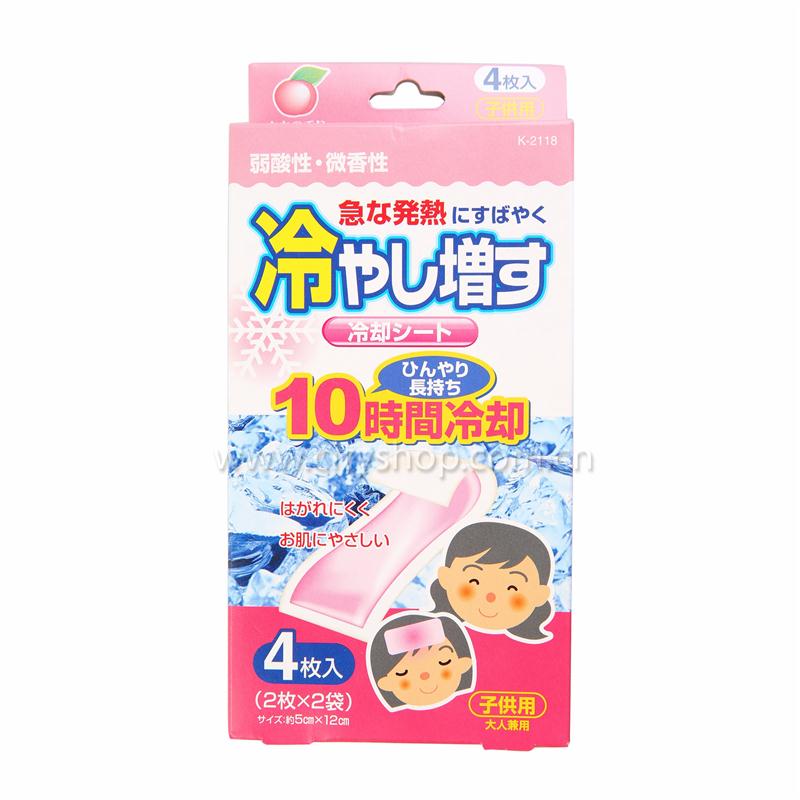 4枚入
子供用
K-2118
弱酸性・微香性
急な発熱にすばやく
冷やし増す
冷却シート
ひんやり
長持ち
10時間冷却
はがれにくく
お肌にやさしい
4枚入
(2枚×2袋)
サイズ:約5cm×12cm
子供用
大人兼用